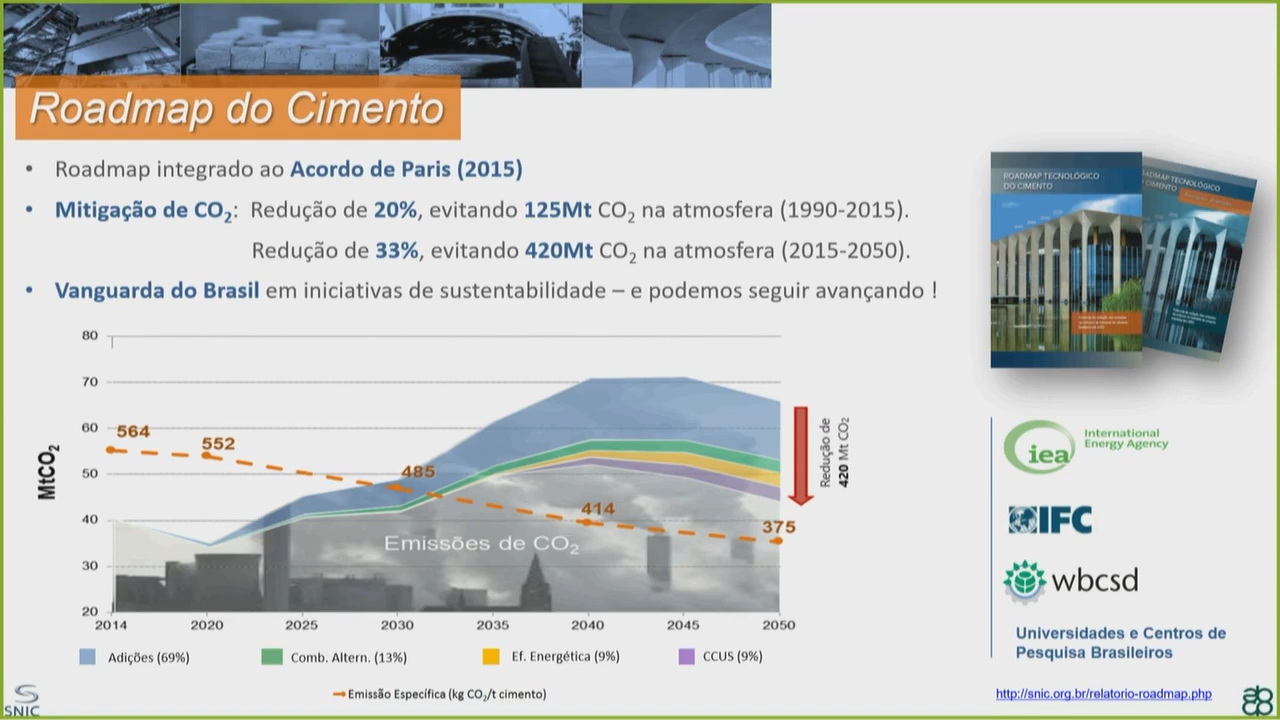 Roadmap do Cimento
• Roadmap integrado ao Acordo de Paris (2015)
• Mitigação de CO₂: Redução de 20%, evitando 125Mt CO₂ na atmosfera (1990-2015).
Redução de 33%, evitando 420Mt CO₂ na atmosfera (2015-2050).
• Vanguarda do Brasil em iniciativas de sustentabilidade – e podemos seguir avançando !
ROADMAP TECNOLÓGICO
DO CIMENTO
ROADMAP TECNOLÓGICO
CIMENTO
MtCO₂
80
70
60
50
40
30
20
564
552
485
414
375
Emissões de CO₂
Redução de
420 Mt CO₂
2014 2020 2025 2030 2035 2040 2045 2050
Adições (69%) Comb. Altern. (13%) Ef. Energética (9%) CCUS (9%)
Emissão Específica (kg CO₂/t cimento)
iea International
Energy Agency
IFC
wbcsd
Universidades e Centros de
Pesquisa Brasileiros
http://snic.org.br/relatorio-roadmap.php
SNIC